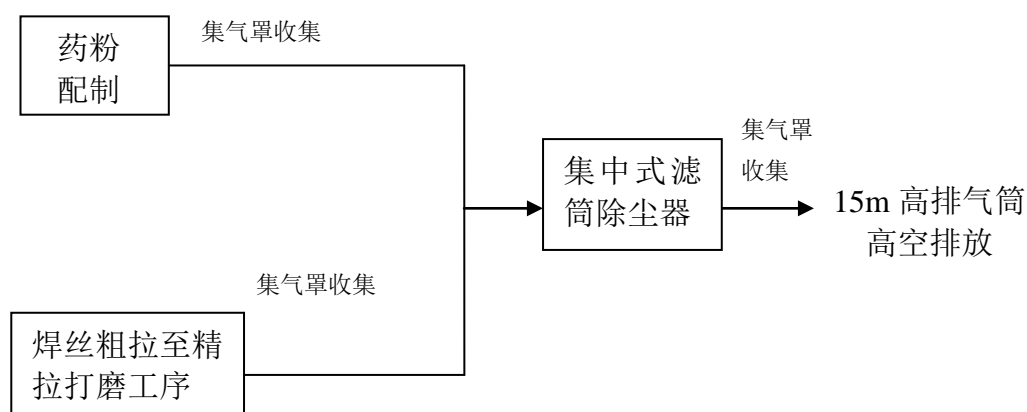 集气罩收集
药粉
配制
集气罩
收集
集中式滤
筒除尘器
15m 高排气筒
高空排放
集气罩收集
焊丝粗拉至精
拉打磨工序